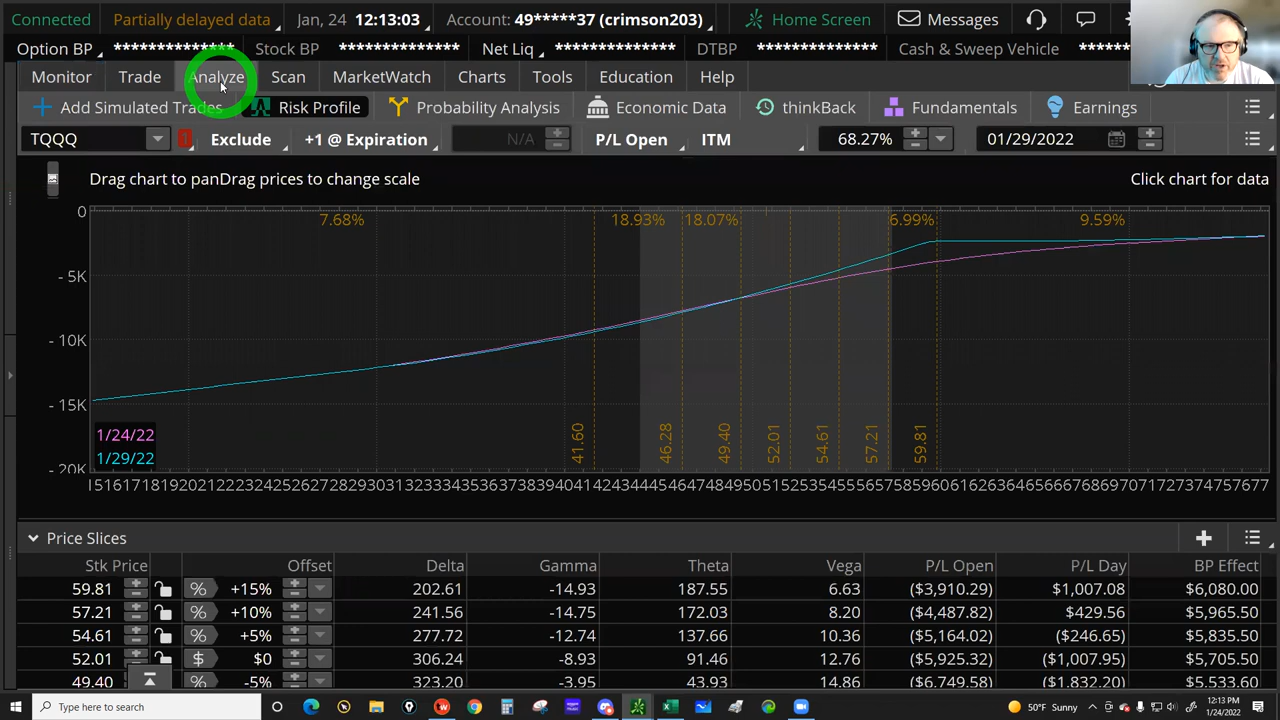 Connected Partially delayed data Jan, 24 12:13:03 Account: 49*****37 (crimson203) Home Screen Messages
Option BP ************** Stock BP ************** Net Liq ************** DTBP ************** Cash & Sweep Vehicle
Monitor Trade Analyze Scan MarketWatch Charts Tools Education Help
Add Simulated Trades Risk Profile Probability Analysis Economic Data thinkBack Fundamentals Earnings
TQQQ Exclude +1 @ Expiration N/A P/L Open ITM 68.27% 01/29/2022
Drag chart to panDrag prices to change scale Click chart for data
0 7.68% 18.93% 18.07% 6.99% 9.59%
- 5K
- 10K
- 15K
1/24/22
1/29/22
41.60 46.28 49.40 52.01 54.61 57.21 59.81
- 20K
Price Slices
Stk Price Offset Delta Gamma Theta Vega P/L Open P/L Day BP Effect
59.81 % +15% 202.61 -14.93 187.55 6.63 ($3,910.29) $1,007.08 $6,080.00
57.21 % +10% 241.56 -14.75 172.03 8.20 ($4,487.82) $429.56 $5,965.50
54.61 % +5% 277.72 -12.74 137.66 10.36 ($5,164.02) ($246.65) $5,835.50
52.01 $ $0 306.24 -8.93 91.46 12.76 ($5,925.32) ($1,007.95) $5,705.50
49.40 % -5% 323.20 -3.95 43.93 14.86 ($6,749.58) ($1,832.20) $5,533.60
Type here to search 50°F Sunny 12:13 PM
1/24/2022